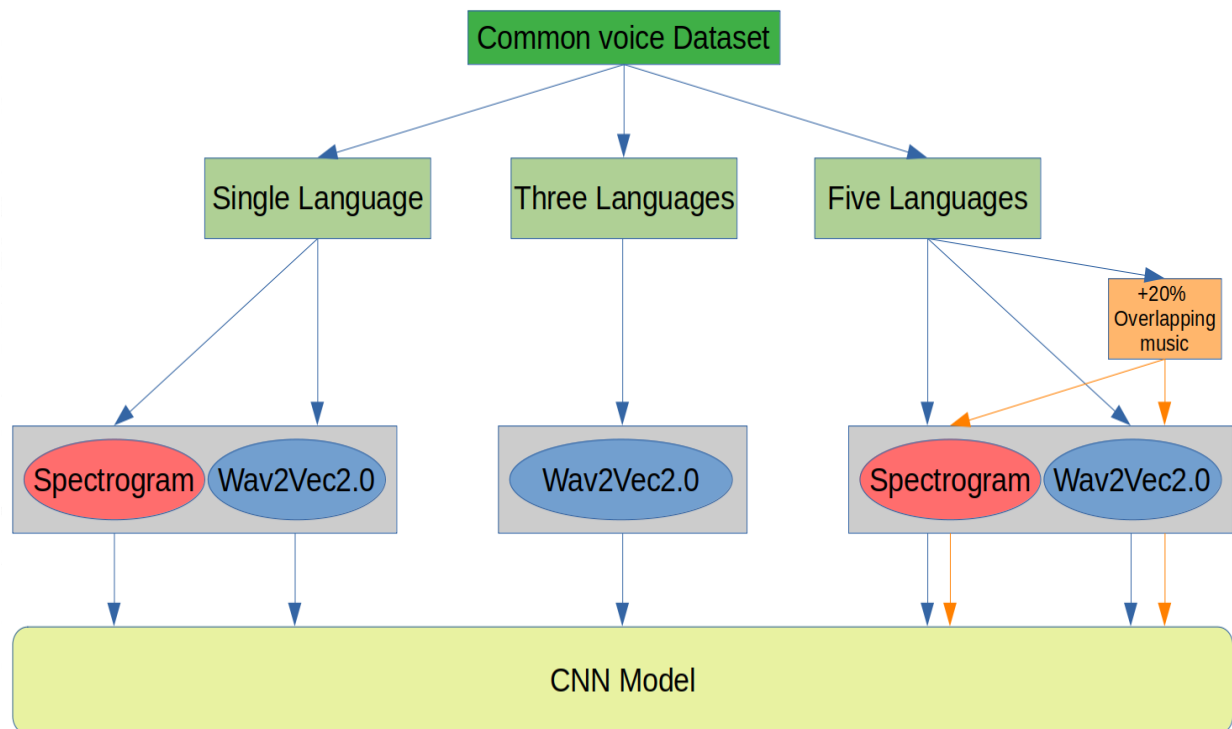 Common voice Dataset
Single Language
Three Languages
Five Languages
+20%
Overlapping
music
Spectrogram
Wav2Vec2.0
Wav2Vec2.0
Spectrogram
Wav2Vec2.0
CNN Model